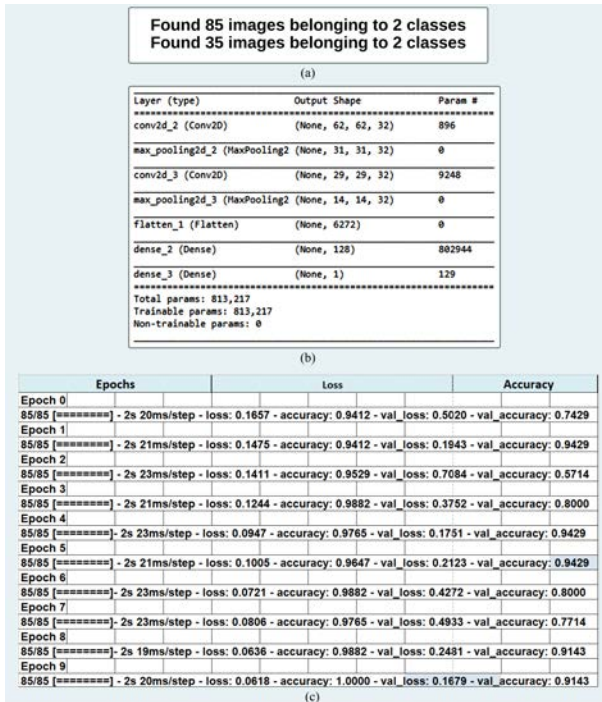 Found 85 images belonging to 2 classes
Found 35 images belonging to 2 classes
(a)
Layer (type) Output Shape Param #
conv2d_2 (Conv2D) (None, 62, 62, 32) 896
max_pooling2d_2 (MaxPooling2 (None, 31, 31, 32) 0
conv2d_3 (Conv2D) (None, 29, 29, 32) 9248
max_pooling2d_3 (MaxPooling2 (None, 14, 14, 32) 0
flatten_1 (Flatten) (None, 6272) 0
dense_2 (Dense) (None, 128) 802944
dense_3 (Dense) (None, 1) 129
Total params: 813,217
Trainable params: 813,217
Non-trainable params: 0
(b)
Epochs Loss Accuracy
Epoch 0
85/85 [========] - 2s 20ms/step - loss: 0.1657 - accuracy: 0.9412 - val_loss: 0.5020 - val_accuracy: 0.7429
Epoch 1
85/85 [========] - 2s 21ms/step - loss: 0.1475 - accuracy: 0.9412 - val_loss: 0.1943 - val_accuracy: 0.9429
Epoch 2
85/85 [========] - 2s 23ms/step - loss: 0.1411 - accuracy: 0.9529 - val_loss: 0.7084 - val_accuracy: 0.5714
Epoch 3
85/85 [========] - 2s 21ms/step - loss: 0.1244 - accuracy: 0.9882 - val_loss: 0.3752 - val_accuracy: 0.8000
Epoch 4
85/85 [========]- 2s 23ms/step - loss: 0.0947 - accuracy: 0.9765 - val_loss: 0.1751 - val_accuracy: 0.9429
Epoch 5
85/85 [========] - 2s 21ms/step - loss: 0.1005 - accuracy: 0.9647 - val_loss: 0.2123 - val_accuracy: 0.9429
Epoch 6
85/85 [========]- 2s 23ms/step - loss: 0.0721 - accuracy: 0.9882 - val_loss: 0.4272 - val_accuracy: 0.8000
Epoch 7
85/85 [========]- 2s 23ms/step - loss: 0.0806 - accuracy: 0.9765 - val_loss: 0.4933 - val_accuracy: 0.7714
Epoch 8
85/85 [========]- 2s 19ms/step - loss: 0.0636 - accuracy: 0.9882 - val_loss: 0.2481 - val_accuracy: 0.9143
Epoch 9
85/85 [========] - 2s 20ms/step - loss: 0.0618 - accuracy: 1.0000 - val_loss: 0.1679 - val_accuracy: 0.9143
(c)